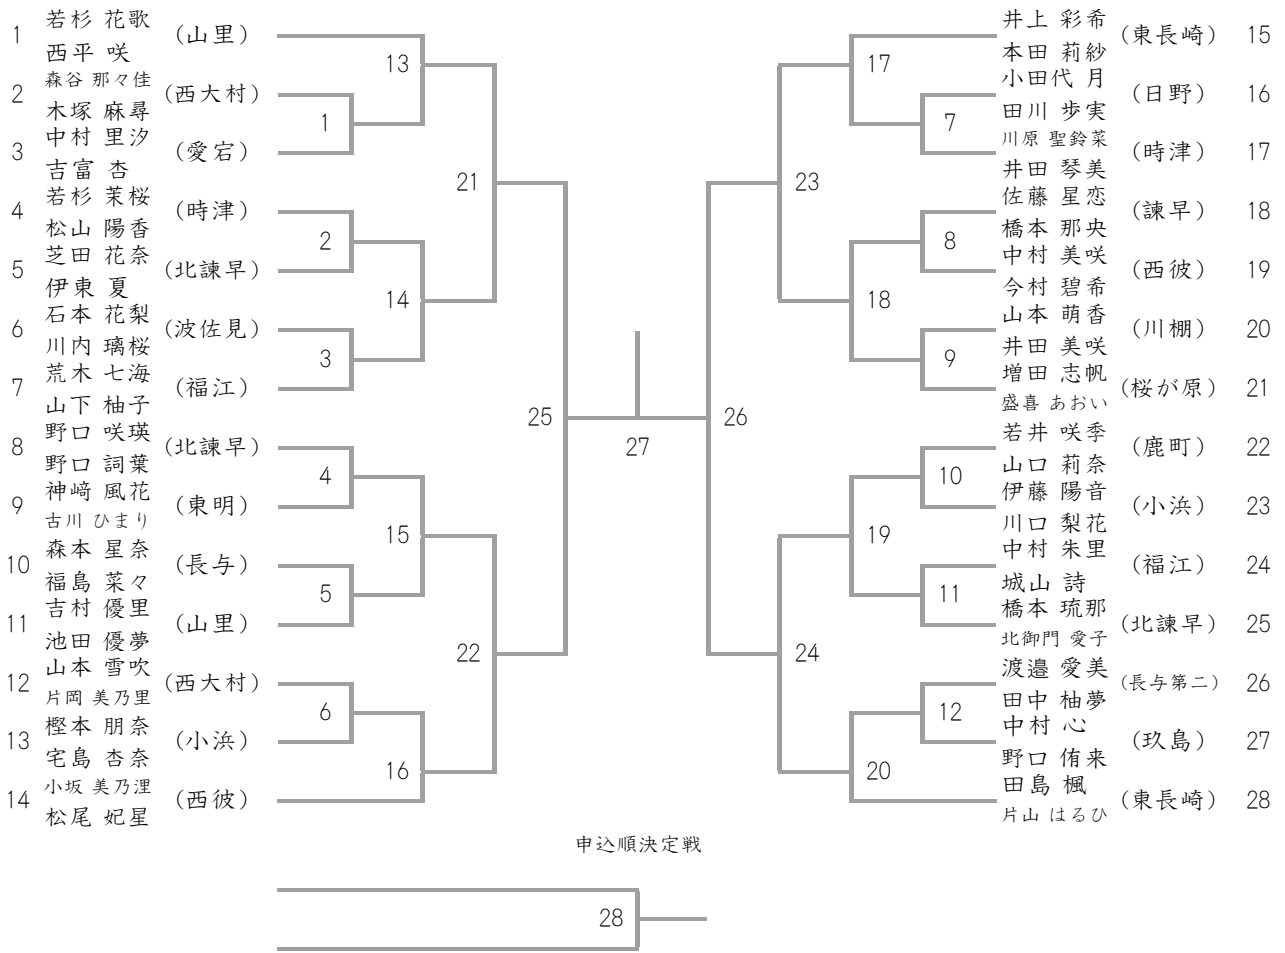 1 若杉 花歌 西平 咲 (山里)
2 森谷 那々佳 木塚 麻尋 (西大村)
3 中村 里汐 吉富 杏 (愛宕)
4 若杉 茉桜 松山 陽香 (時津)
5 芝田 花奈 伊東 夏 (北諫早)
6 石本 花梨 川内 璃桜 (波佐見)
7 荒木 七海 山下 柚子 (福江)
8 野口 咲瑛 野口 詞葉 (北諫早)
9 神﨑 風花 古川 ひまり (東明)
10 森本 星奈 福島 菜々 (長与)
11 吉村 優里 池田 優夢 (山里)
12 山本 雪吹 片岡 美乃里 (西大村)
13 樫本 朋奈 宅島 杏奈 (小浜)
14 小坂 美乃浬 松尾 妃星 (西彼)
13
1
21
2
14
3
25
4
15
5
22
6
16
27
17
7
23
8
18
9
26
10
19
11
24
12
20
井上 彩希 本田 莉紗 (東長崎) 15
小田代 月 田川 歩実 (日野) 16
川原 聖鈴菜 井田 琴美 (時津) 17
佐藤 星恋 橋本 那央 (諫早) 18
中村 美咲 今村 碧希 (西彼) 19
山本 萌香 井田 美咲 (川棚) 20
増田 志帆 盛喜 あおい (桜が原) 21
若井 咲季 山口 莉奈 (鹿町) 22
伊藤 陽音 川口 梨花 (小浜) 23
中村 朱里 城山 詩 (福江) 24
橋本 琉那 北御門 愛子 (北諫早) 25
渡邉 愛美 田中 柚夢 (長与第二) 26
中村 心 野口 侑来 (玖島) 27
田島 楓 片山 はるひ (東長崎) 28
申込順決定戦
28